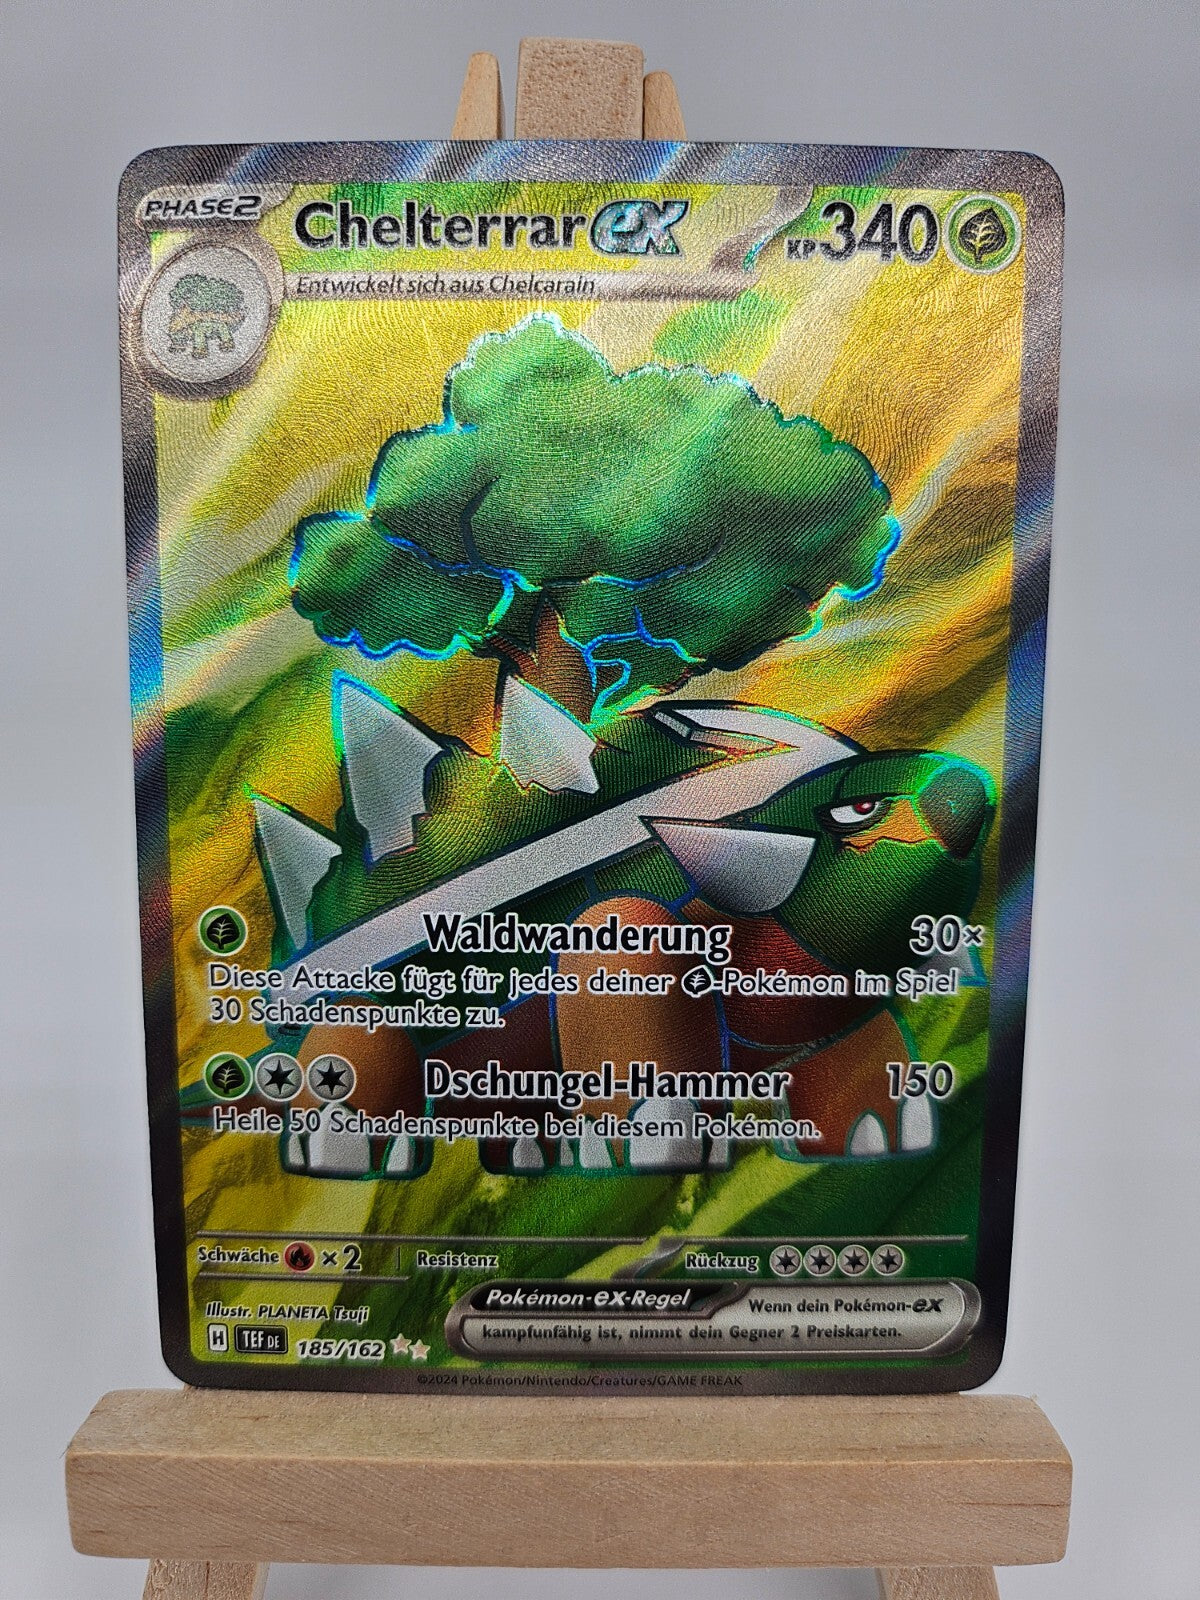 PHASE2
Chelterrar ex KP 340
Entwickelt sich aus Chelcarain
Waldwanderung 30×
Diese Attacke fügt für jedes deiner -Pokémon im Spiel
30 Schadenspunkte zu.
Dschungel-Hammer 150
Heile 50 Schadenspunkte bei diesem Pokémon.
Schwäche ×2 Resistenz Rückzug
Illustr. PLANETA Tsuji
Pokémon-ex-Regel Wenn dein Pokémon-ex
kampfunfähig ist, nimmt dein Gegner 2 Preiskarten.
H TEF DE 185/162
©2024 Pokémon/Nintendo/Creatures/GAME FREAK